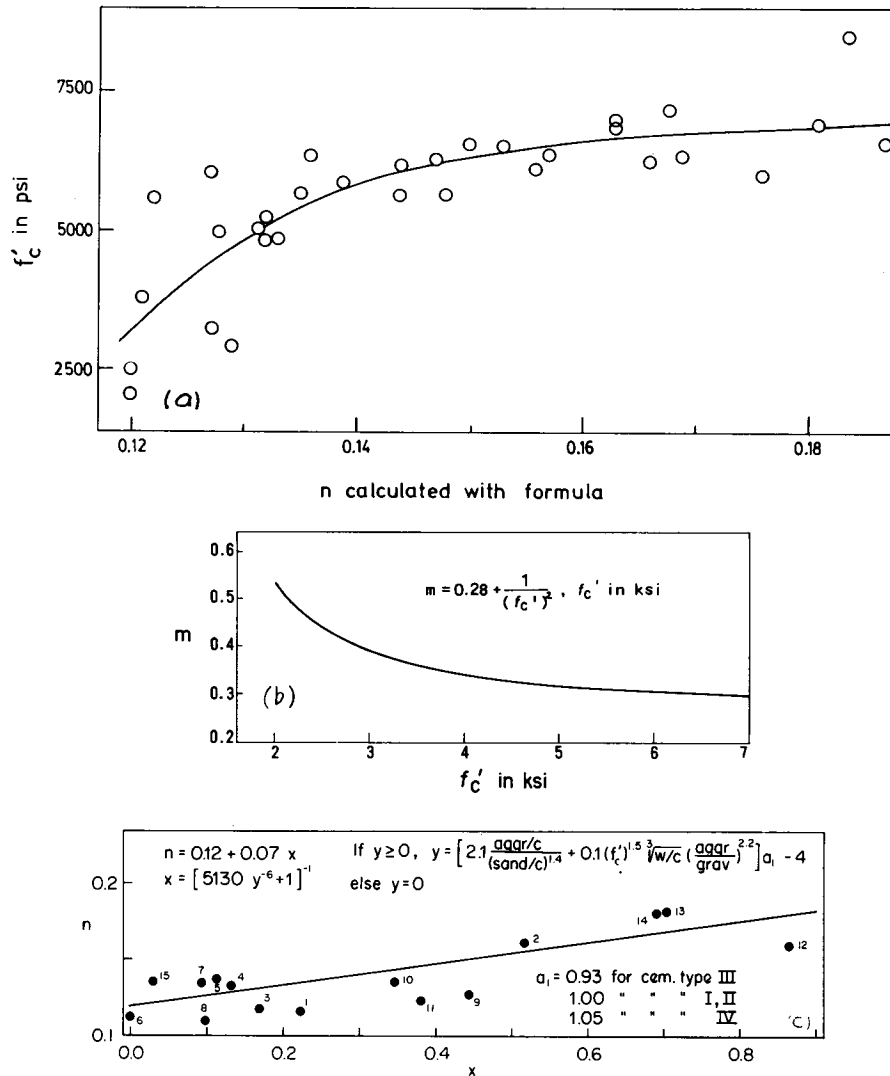 7500
5000
2500
f'c in psi
(a)
0.12 0.14 0.16 0.18
n calculated with formula
0.6
0.5
0.4
0.3
0.2
m
m = 0.28 + 1/(fc')², fc' in ksi
(b)
2 3 4 5 6 7
fc' in ksi
n = 0.12 + 0.07 x
x = [5130 y⁻⁶ + 1]⁻¹
If y ≥ 0, y = [2.1 aggr/c/(sand/c)^1.4 + 0.1(f'c)^1.5 ∛w/c (aggr/grav)^2.2] a₁ - 4
else y = 0
0.2
n
0.1
15 7 5 4 6 8 3 1 10 11 9 2 14 13 12
a₁ = 0.93 for cem. type III
1.00 " " " I, II
1.05 " " " IV
(C)
0.0 0.2 0.4 0.6 0.8
x